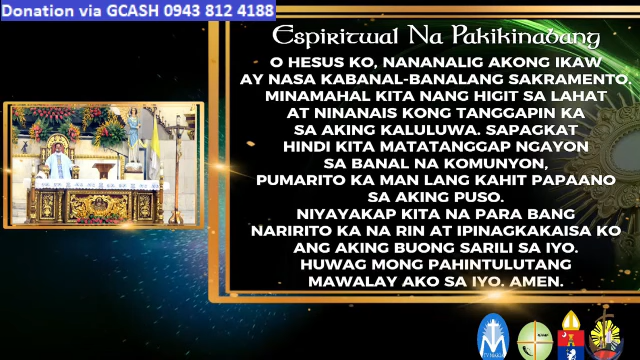 Donation via GCASH 0943 812 4188
Espiritwal Na Pakikinabang
O HESUS KO, NANANALIG AKONG IKAW
AY NASA KABANAL-BANALANG SAKRAMENTO.
MINAMAHAL KITA NANG HIGIT SA LAHAT
AT NINANAIS KONG TANGGAPIN KA
SA AKING KALULUWA. SAPAGKAT
HINDI KITA MATATANGGAP NGAYON
SA BANAL NA KOMUNYON,
PUMARITO KA MAN LANG KAHIT PAPAANO
SA AKING PUSO.
NIYAYAKAP KITA NA PARA BANG
NARIRITO KA NA RIN AT IPINAGKAKAISA KO
ANG AKING BUONG SARILI SA IYO.
HUWAG MONG PAHINTULUTANG
MAWALAY AKO SA IYO. AMEN.